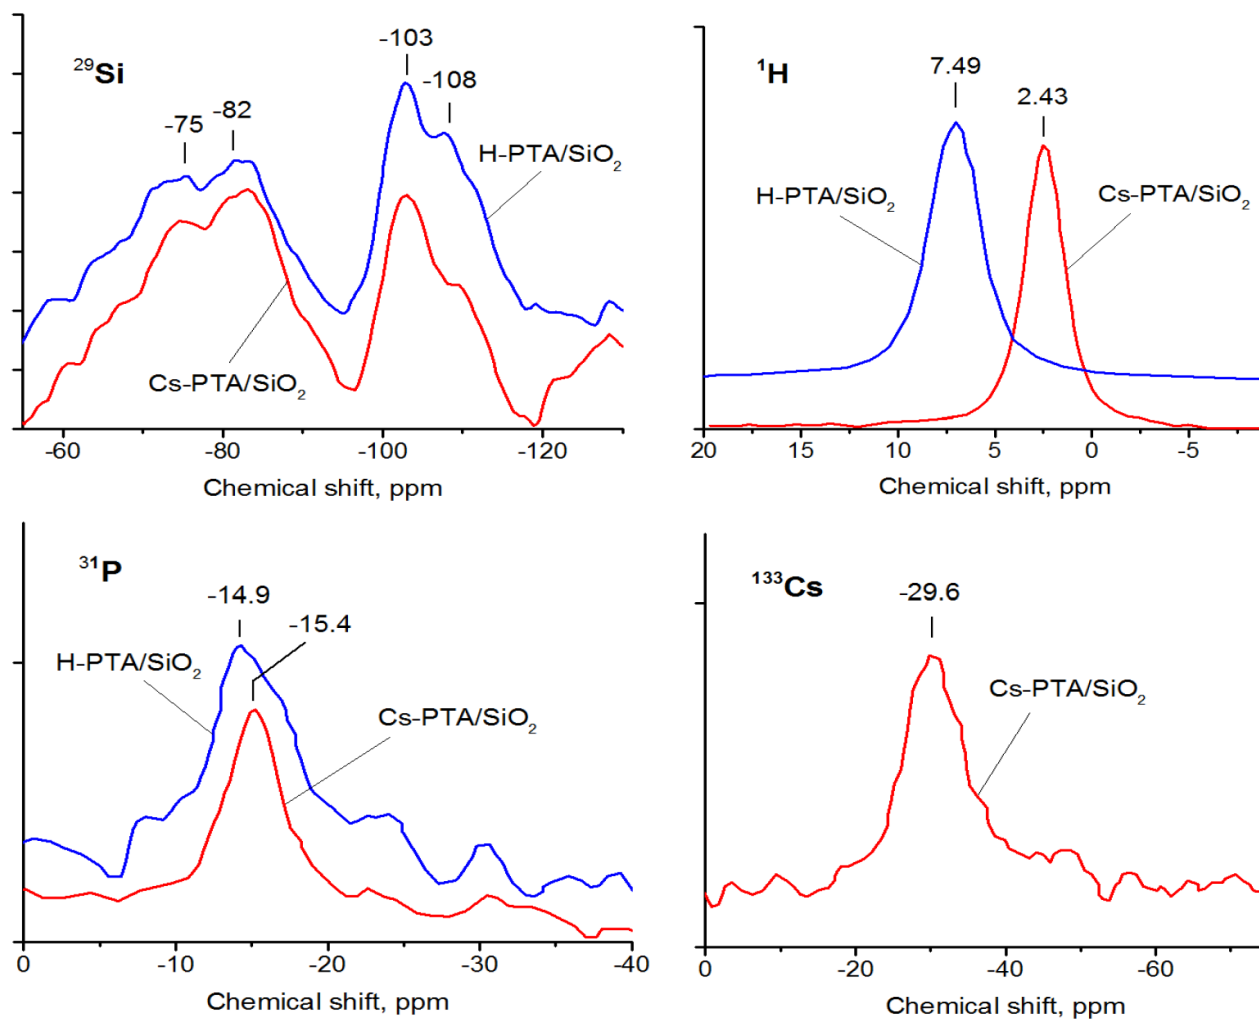 ²⁹Si
-75
-82
-103
-108
H-PTA/SiO₂
Cs-PTA/SiO₂
-60
-80
-100
-120
Chemical shift, ppm
¹H
7.49
2.43
H-PTA/SiO₂
Cs-PTA/SiO₂
20
15
10
5
0
-5
Chemical shift, ppm
³¹P
-14.9
-15.4
H-PTA/SiO₂
Cs-PTA/SiO₂
0
-10
-20
-30
-40
Chemical shift, ppm
¹³³Cs
-29.6
Cs-PTA/SiO₂
0
-20
-40
-60
Chemical shift, ppm